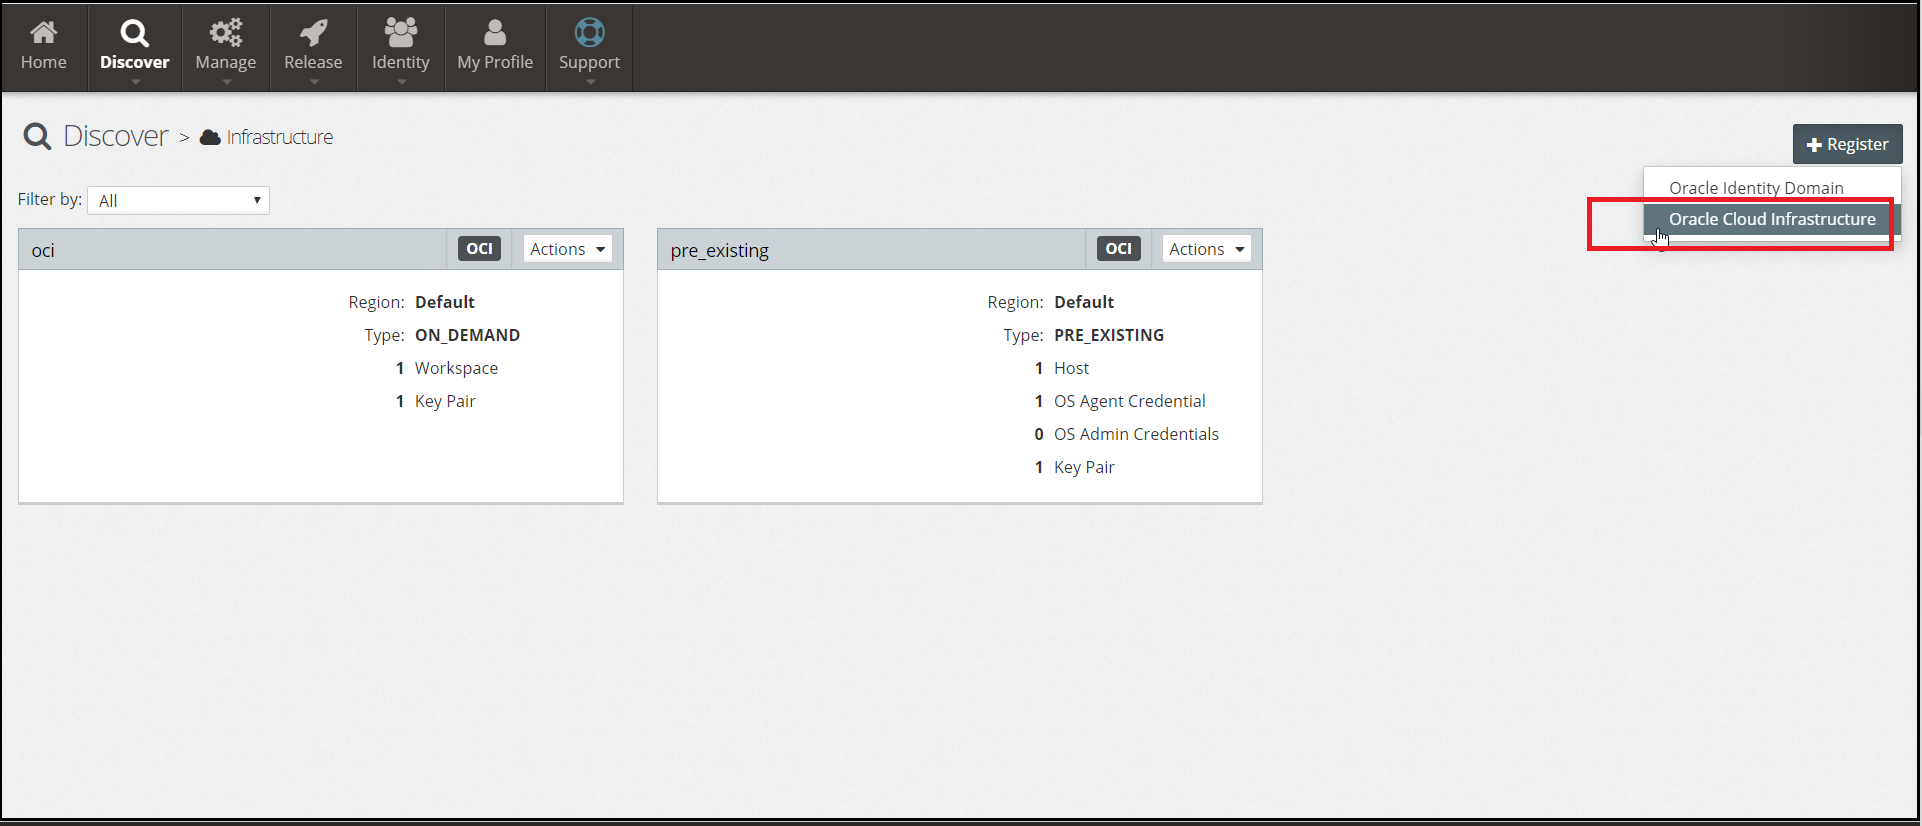 Home
Discover
Manage
Release
Identity
My Profile
Support
Discover > Infrastructure
Register
Oracle Identity Domain
Oracle Cloud Infrastructure
Filter by: All
oci OCI Actions
Region: Default
Type: ON_DEMAND
1 Workspace
1 Key Pair
pre_existing OCI Actions
Region: Default
Type: PRE_EXISTING
1 Host
1 OS Agent Credential
0 OS Admin Credentials
1 Key Pair